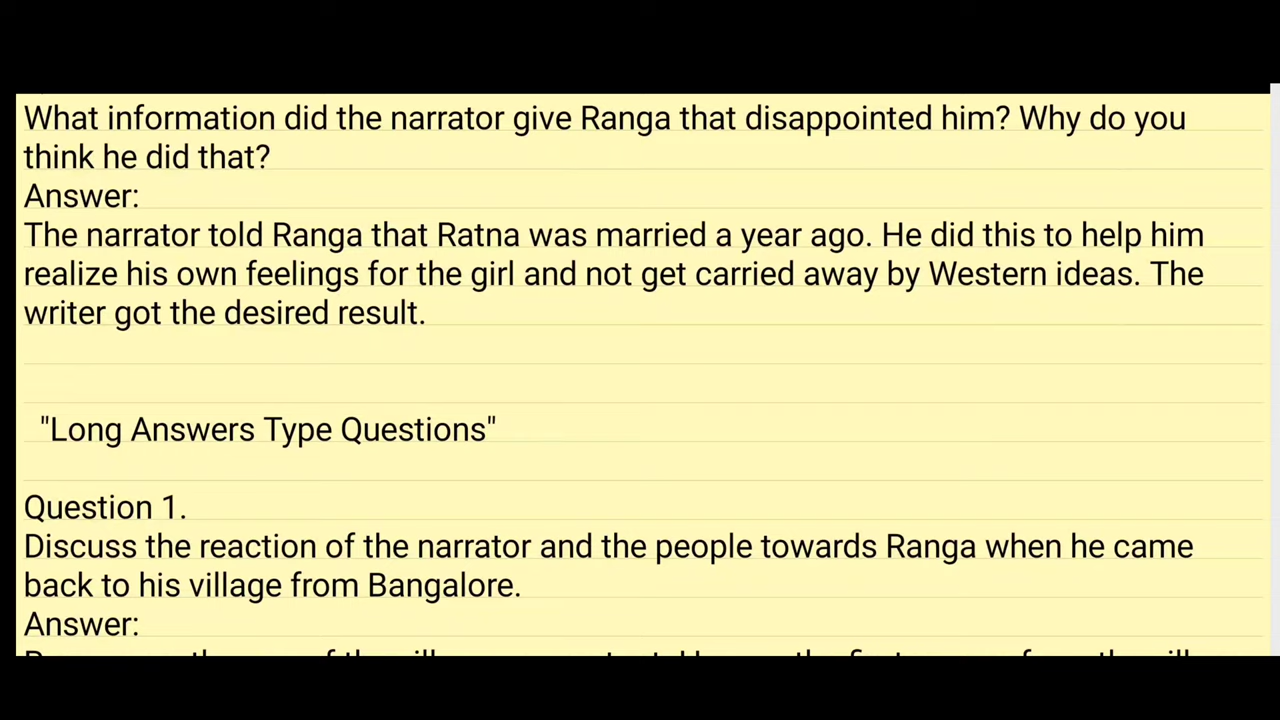 What information did the narrator give Ranga that disappointed him? Why do you
think he did that?
Answer:
The narrator told Ranga that Ratna was married a year ago. He did this to help him
realize his own feelings for the girl and not get carried away by Western ideas. The
writer got the desired result.
"Long Answers Type Questions"
Question 1.
Discuss the reaction of the narrator and the people towards Ranga when he came
back to his village from Bangalore.
Answer: